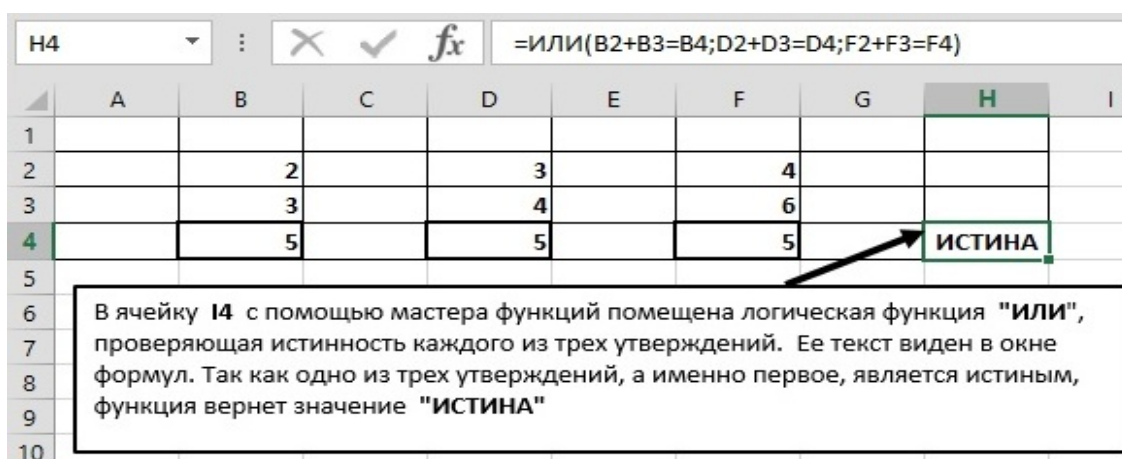 H4 fx =ИЛИ(B2+B3=B4;D2+D3=D4;F2+F3=F4)
A B C D E F G H I
1
2 2 3 4
3 3 4 6
4 5 5 5 ИСТИНА
5
6 В ячейку I4 с помощью мастера функций помещена логическая функция "ИЛИ",
7 проверяющая истинность каждого из трех утверждений. Ее текст виден в окне
8 формул. Так как одно из трех утверждений, а именно первое, является истиным,
9 функция вернет значение "ИСТИНА"
10